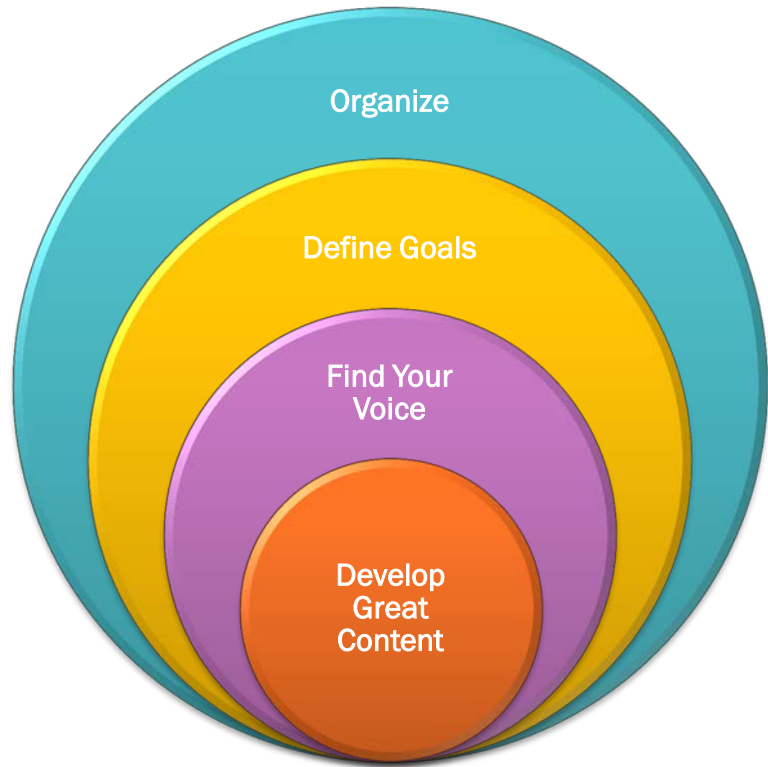 Organize
Define Goals
Find Your
Voice
Develop
Great
Content